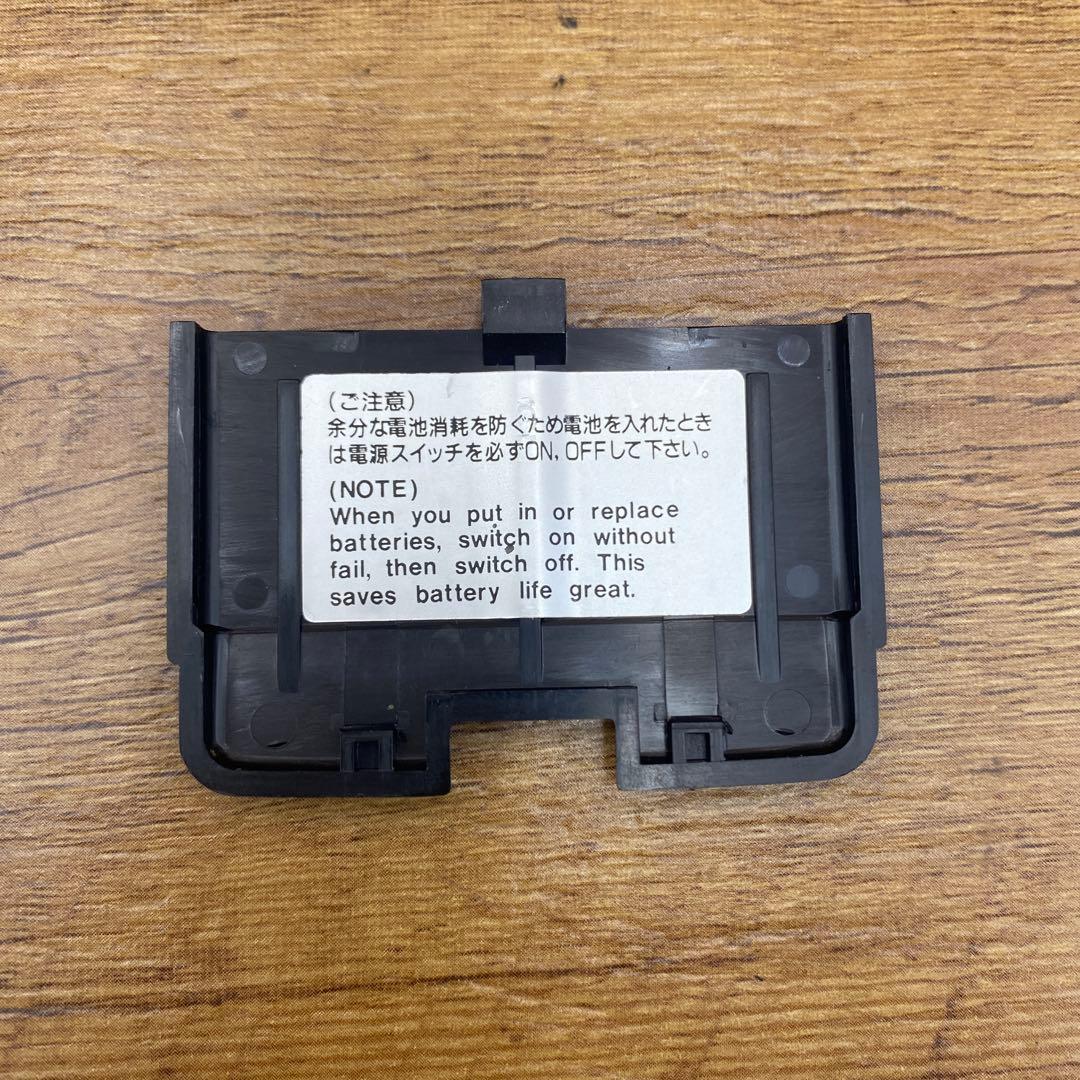 (ご注意)
余分な電池消耗を防ぐため電池を入れたとき
は電源スイッチを必ずON, OFFして下さい。
(NOTE)
When you put in or replace
batteries, switch on without
fail, then switch off. This
saves battery life great.